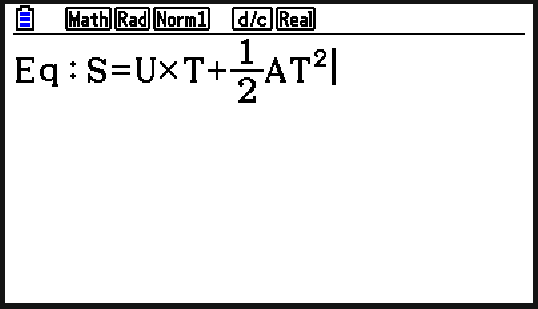 Math Rad Norm1 d/c Real
Eq:S=U×T+1/2AT²